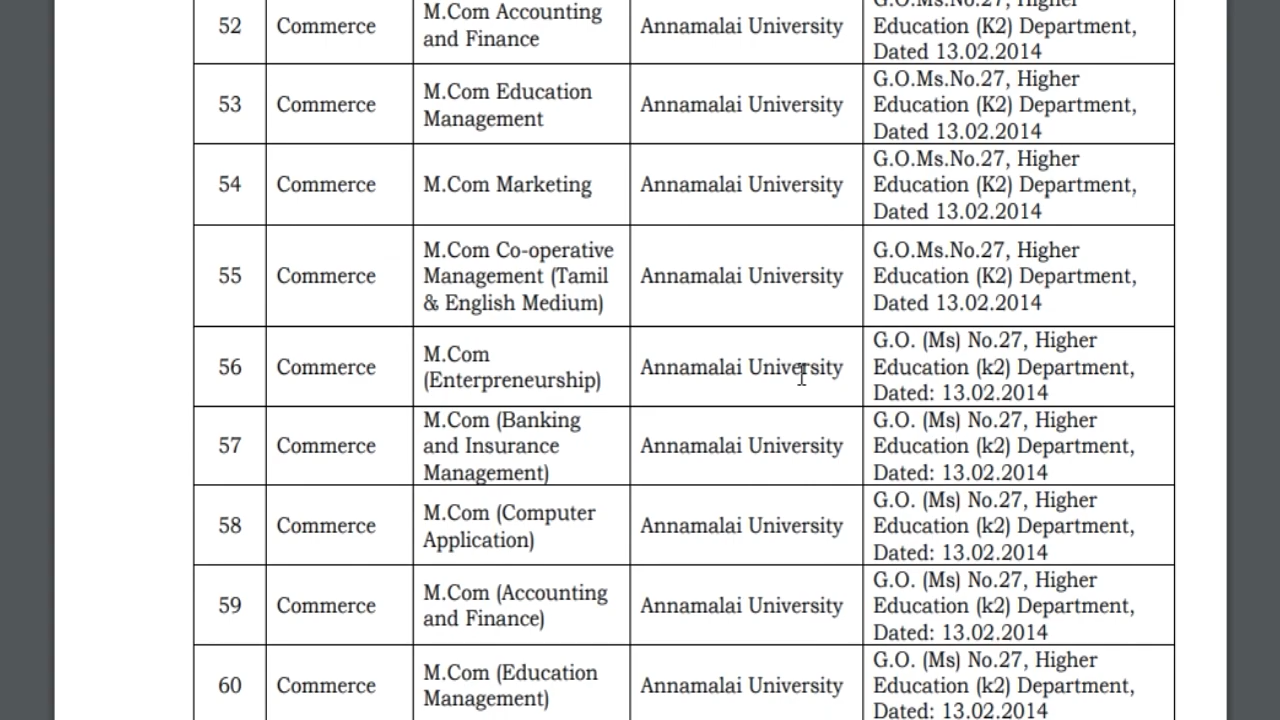 52
Commerce
M.Com Accounting
and Finance
Annamalai University
G.O.Ms.No.27, Higher
Education (K2) Department,
Dated 13.02.2014
53
Commerce
M.Com Education
Management
Annamalai University
G.O.Ms.No.27, Higher
Education (K2) Department,
Dated 13.02.2014
54
Commerce
M.Com Marketing
Annamalai University
G.O.Ms.No.27, Higher
Education (K2) Department,
Dated 13.02.2014
55
Commerce
M.Com Co-operative
Management (Tamil
& English Medium)
Annamalai University
G.O.Ms.No.27, Higher
Education (K2) Department,
Dated 13.02.2014
56
Commerce
M.Com
(Enterpreneurship)
Annamalai University
G.O. (Ms) No.27, Higher
Education (k2) Department,
Dated: 13.02.2014
57
Commerce
M.Com (Banking
and Insurance
Management)
Annamalai University
G.O. (Ms) No.27, Higher
Education (k2) Department,
Dated: 13.02.2014
58
Commerce
M.Com (Computer
Application)
Annamalai University
G.O. (Ms) No.27, Higher
Education (k2) Department,
Dated: 13.02.2014
59
Commerce
M.Com (Accounting
and Finance)
Annamalai University
G.O. (Ms) No.27, Higher
Education (k2) Department,
Dated: 13.02.2014
60
Commerce
M.Com (Education
Management)
Annamalai University
G.O. (Ms) No.27, Higher
Education (k2) Department,
Dated: 13.02.2014